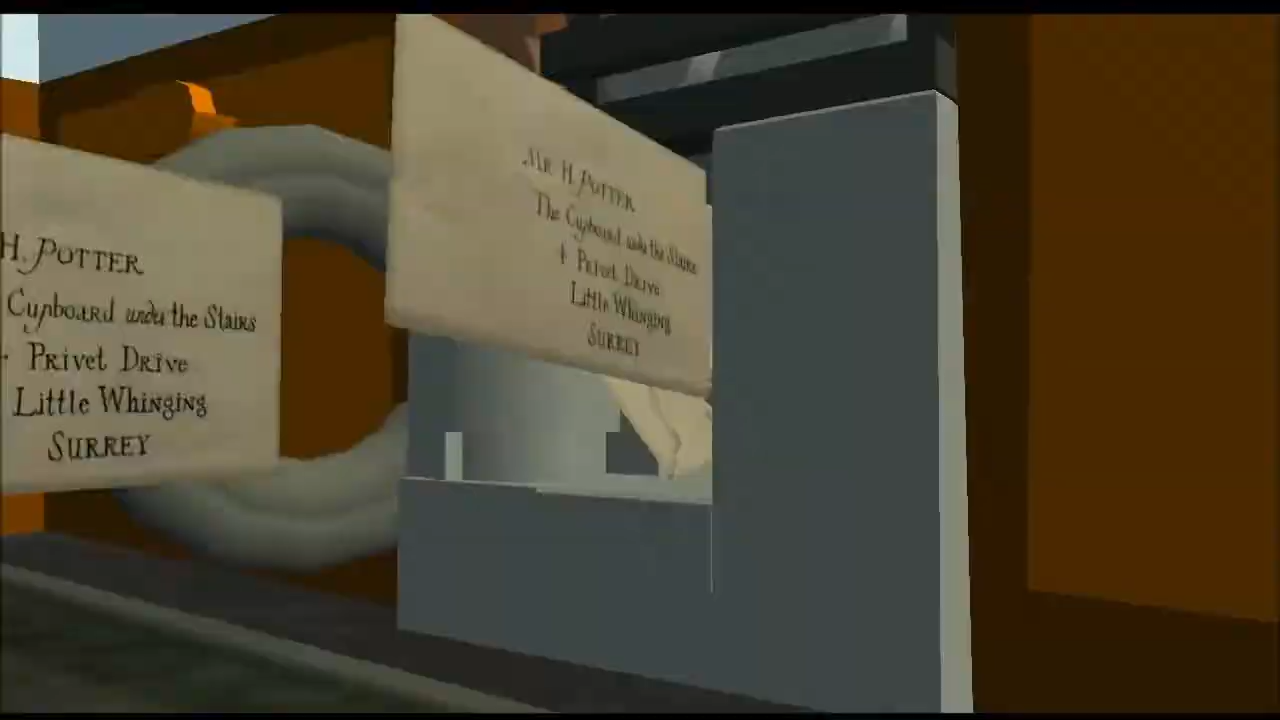 H. POTTER
Cupboard under the Stairs
Privet Drive
Little Whinging
SURREY
MR H. POTTER
The Cupboard under the Stairs
4 Privet Drive
Little Whinging
SURREY